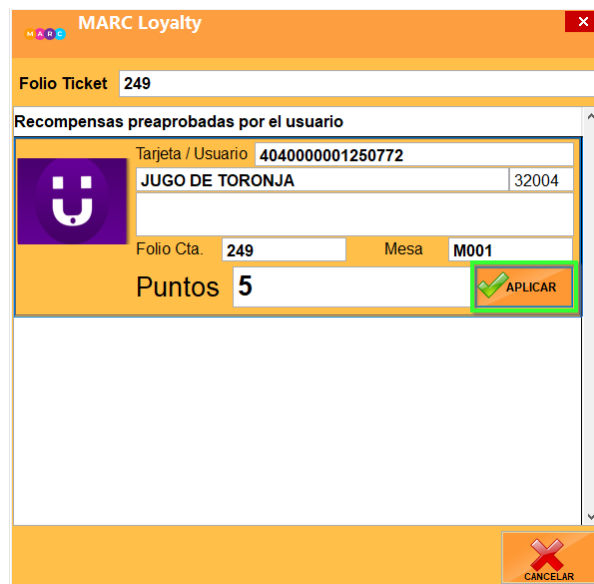 MARC MARC Loyalty
Folio Ticket 249
Recompensas preaprobadas por el usuario
Tarjeta / Usuario 4040000001250772
JUGO DE TORONJA 32004
Folio Cta. 249 Mesa M001
Puntos 5 APLICAR
CANCELAR